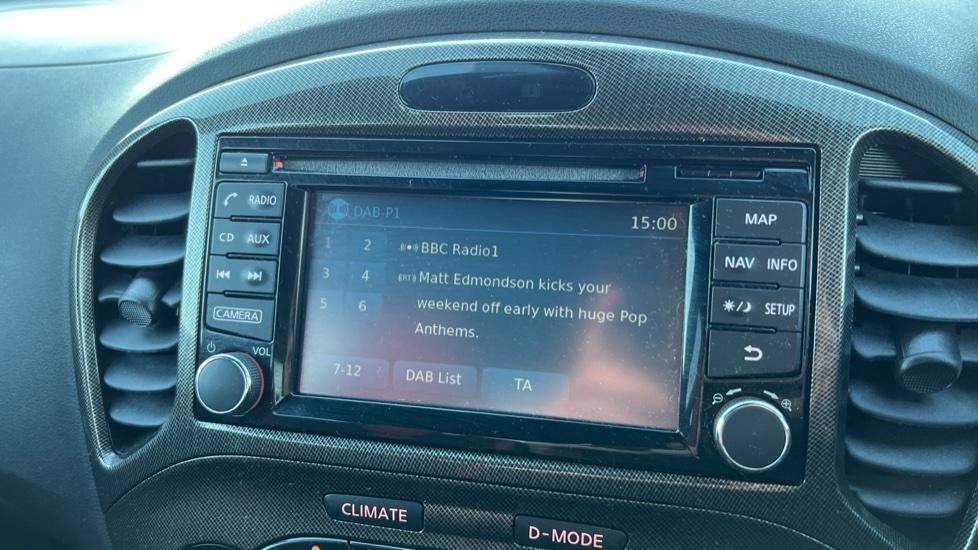 RADIO
CD AUX
CAMERA
VOL
DAB-P1
15:00
1 2
3 4
5 6
BBC Radio1
(RT) Matt Edmondson kicks your
weekend off early with huge Pop
Anthems.
7-12
DAB List
TA
MAP
NAV INFO
SETUP
CLIMATE
D-MODE